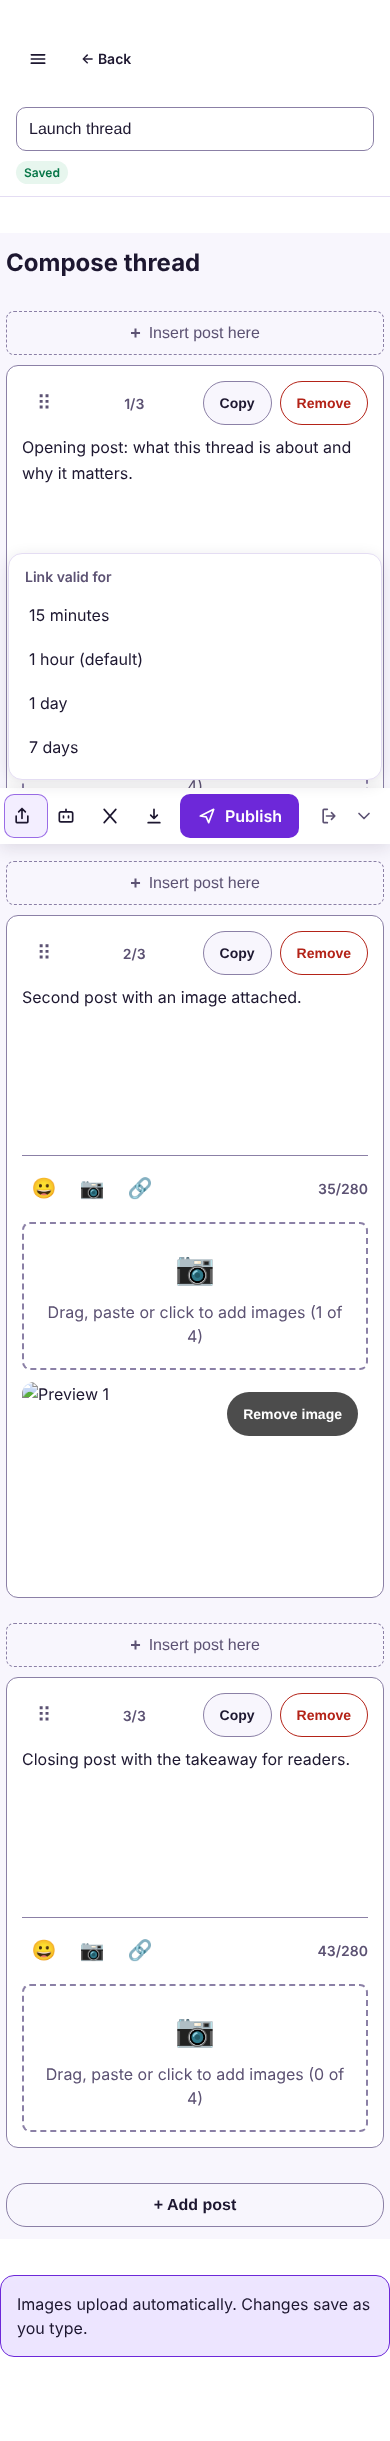 ← Back
Launch thread
Saved
Compose thread
+ Insert post here
1/3
Copy
Remove
Opening post: what this thread is about and
why it matters.
Link valid for
15 minutes
1 hour (default)
1 day
7 days
4)
Publish
+ Insert post here
2/3
Copy
Remove
Second post with an image attached.
35/280
Drag, paste or click to add images (1 of
4)
Preview 1
Remove image
+ Insert post here
3/3
Copy
Remove
Closing post with the takeaway for readers.
43/280
Drag, paste or click to add images (0 of
4)
+ Add post
Images upload automatically. Changes save as
you type.